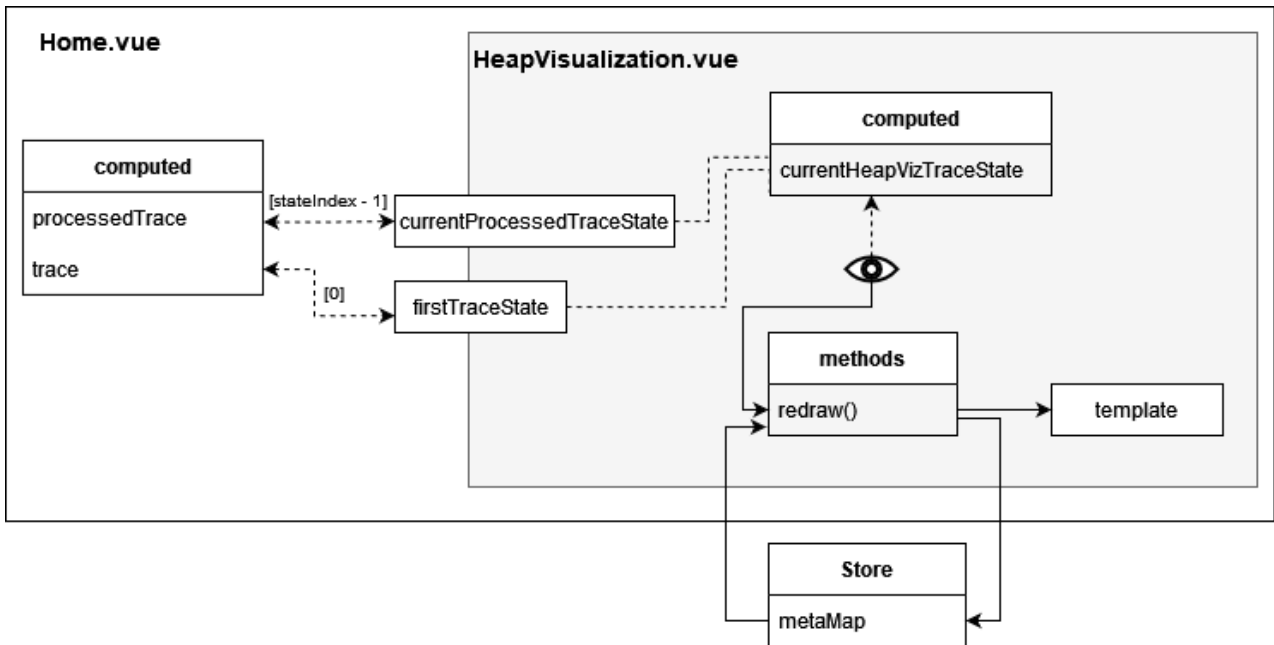 Home.vue
HeapVisualization.vue
computed
processedTrace
trace
[stateIndex - 1]
[0]
currentProcessedTraceState
firstTraceState
computed
currentHeapVizTraceState
methods
redraw()
template
Store
metaMap